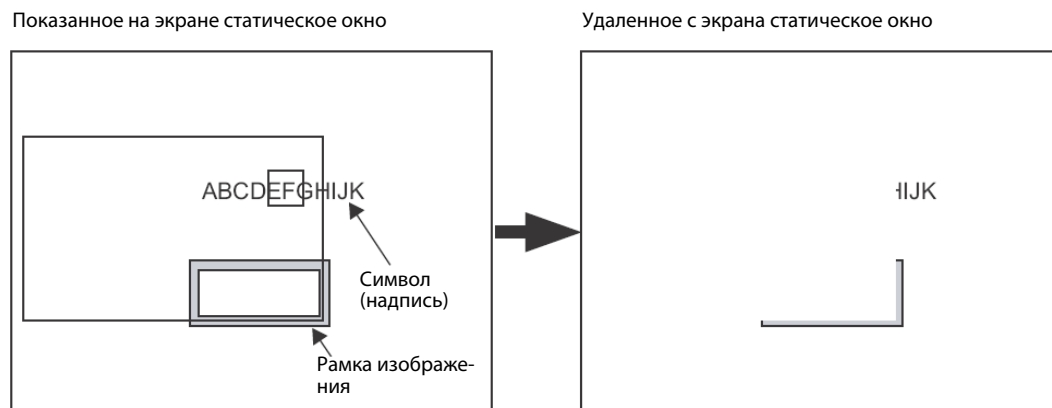 Показанное на экране статическое окно
Удаленное с экрана статическое окно
ABCDEFGHIJK
HIJK
Символ
(надпись)
Рамка изображе-
ния